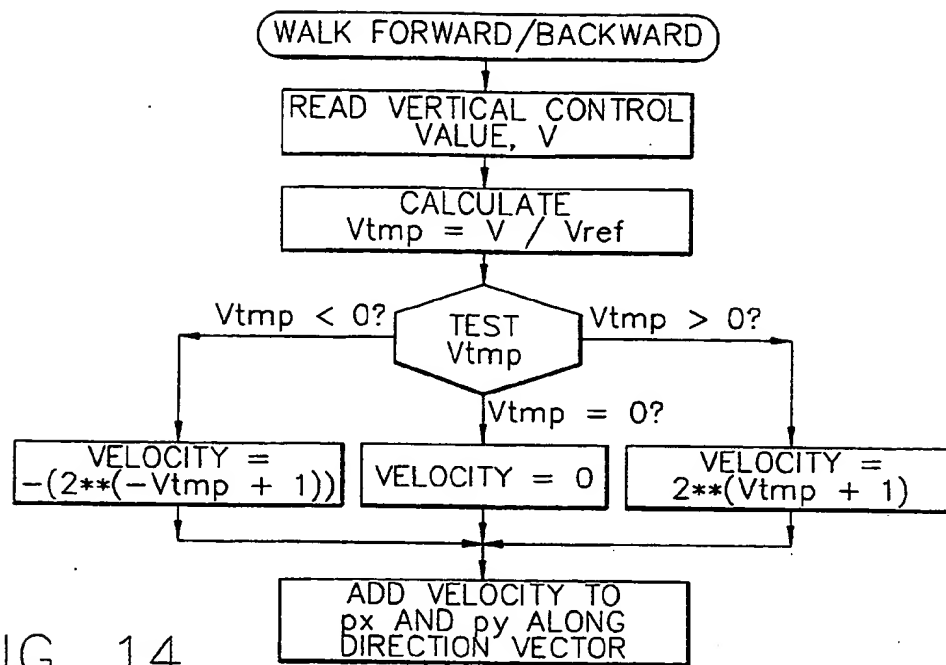 WALK FORWARD/BACKWARD
READ VERTICAL CONTROL
VALUE, V
CALCULATE
Vtmp = V / Vref
Vtmp < 0?
TEST
Vtmp
Vtmp > 0?
Vtmp = 0?
VELOCITY =
-(2**(-Vtmp + 1))
VELOCITY = 0
VELOCITY =
2**(Vtmp + 1)
ADD VELOCITY TO
px AND py ALONG
DIRECTION VECTOR
IG. 14